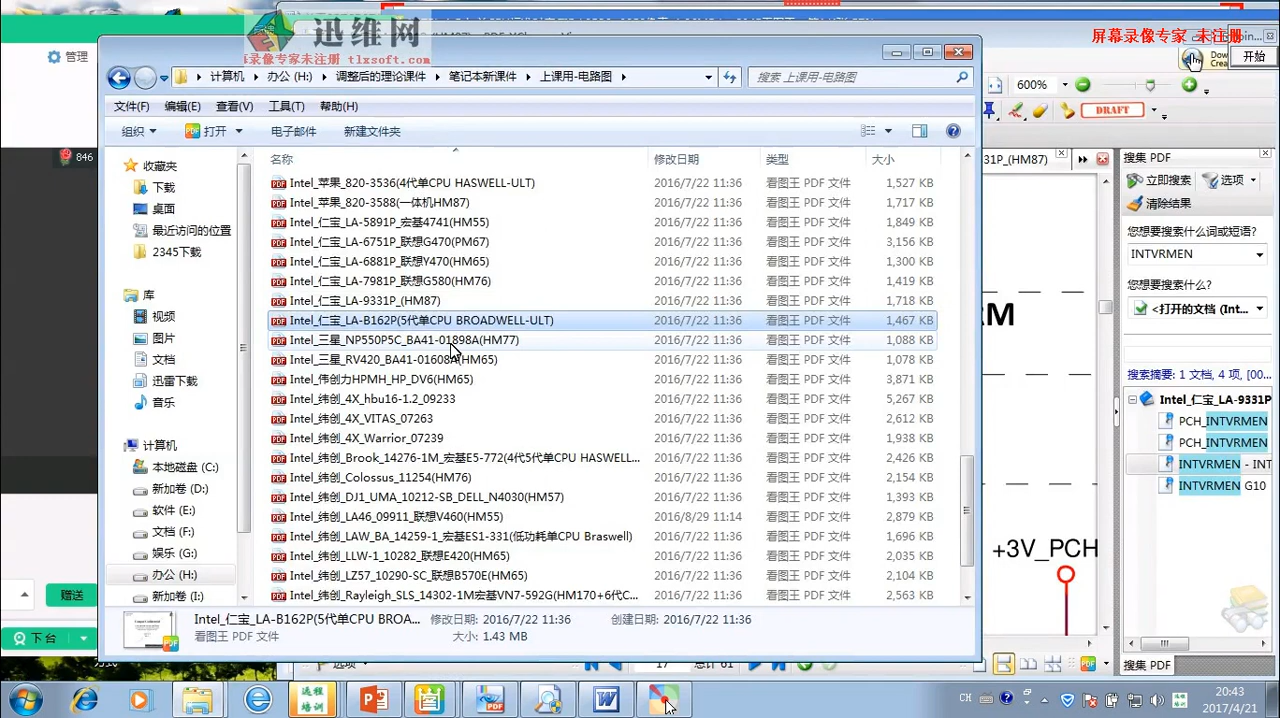 迅维网
屏幕录像专家 未注册 tlxsoft.com
屏幕录像专家 未注册
管理
计算机 办公 (H:) 调整后的理论课件 笔记本新课件 上课用-电路图
搜索 上课用-电路图
开始
文件(F) 编辑(E) 查看(V) 工具(T) 帮助(H)
600%
组织 打开 电子邮件 新建文件夹
DRAFT
846
收藏夹
下载
桌面
最近访问的位置
2345下载
库
视频
图片
文档
迅雷下载
音乐
计算机
本地磁盘 (C:)
新加卷 (D:)
软件 (E:)
文档 (F:)
娱乐 (G:)
办公 (H:)
新加卷 (I:)
名称 修改日期 类型 大小
Intel_苹果_820-3536(4代单CPU HASWELL-ULT) 2016/7/22 11:36 看图王 PDF 文件 1,527 KB
Intel_苹果_820-3588(一体机HM87) 2016/7/22 11:36 看图王 PDF 文件 1,717 KB
Intel_仁宝_LA-5891P_宏基4741(HM55) 2016/7/22 11:36 看图王 PDF 文件 1,849 KB
Intel_仁宝_LA-6751P_联想G470(PM67) 2016/7/22 11:36 看图王 PDF 文件 3,156 KB
Intel_仁宝_LA-6881P_联想Y470(HM65) 2016/7/22 11:36 看图王 PDF 文件 1,300 KB
Intel_仁宝_LA-7981P_联想G580(HM76) 2016/7/22 11:36 看图王 PDF 文件 1,419 KB
Intel_仁宝_LA-9331P_(HM87) 2016/7/22 11:36 看图王 PDF 文件 1,718 KB
Intel_仁宝_LA-B162P(5代单CPU BROADWELL-ULT) 2016/7/22 11:36 看图王 PDF 文件 1,467 KB
Intel_三星_NP550P5C_BA41-01898A(HM77) 2016/7/22 11:36 看图王 PDF 文件 1,088 KB
Intel_三星_RV420_BA41-01608A(HM65) 2016/7/22 11:36 看图王 PDF 文件 1,078 KB
Intel_伟创力HPMH_HP_DV6(HM65) 2016/7/22 11:36 看图王 PDF 文件 3,871 KB
Intel_纬创_4X_hbu16-1.2_09233 2016/7/22 11:36 看图王 PDF 文件 5,267 KB
Intel_纬创_4X_VITAS_07263 2016/7/22 11:36 看图王 PDF 文件 2,612 KB
Intel_纬创_4X_Warrior_07239 2016/7/22 11:36 看图王 PDF 文件 1,938 KB
Intel_纬创_Brook_14276-1M_宏基E5-772(4代5代单CPU HASWELL... 2016/7/22 11:36 看图王 PDF 文件 2,426 KB
Intel_纬创_Colossus_11254(HM76) 2016/7/22 11:36 看图王 PDF 文件 2,154 KB
Intel_纬创_DJ1_UMA_10212-SB_DELL_N4030(HM57) 2016/7/22 11:36 看图王 PDF 文件 1,393 KB
Intel_纬创_LA46_09911_联想V460(HM55) 2016/8/29 11:14 看图王 PDF 文件 2,879 KB
Intel_纬创_LAW_BA_14239-1_宏基ES1-331(低功耗单CPU Braswell) 2016/7/22 11:36 看图王 PDF 文件 1,696 KB
Intel_纬创_LLW-1_10282_联想E420(HM65) 2016/7/22 11:36 看图王 PDF 文件 2,035 KB
Intel_纬创_LZ57_10290-SC_联想B570E(HM65) 2016/7/22 11:36 看图王 PDF 文件 2,104 KB
Intel_纬创_Rayleigh_SLS_14302-1M宏基VN7-592G(HM170+6代C... 2016/7/22 11:36 看图王 PDF 文件 2,563 KB
Intel_仁宝_LA-B162P(5代单CPU BROA... 修改日期: 2016/7/22 11:36 创建日期: 2016/7/22 11:36
看图王 PDF 文件 大小: 1.43 MB
31P_(HM87)
RM
+3V_PCH
搜集 PDF
立即搜索 选项
清除结果
您想要搜索什么词或短语?
INTVRMEN
您想要搜索什么?
<打开的文档 (Int...
搜索摘要: 1 文档, 4 项, [00...
Intel_仁宝_LA-9331P
PCH_INTVRMEN
PCH_INTVRMEN
INTVRMEN - INT
INTVRMEN G10
搜集 PDF
赠送
下台
选项
17 总计 61
远程培训
CH
20:43
2017/4/21